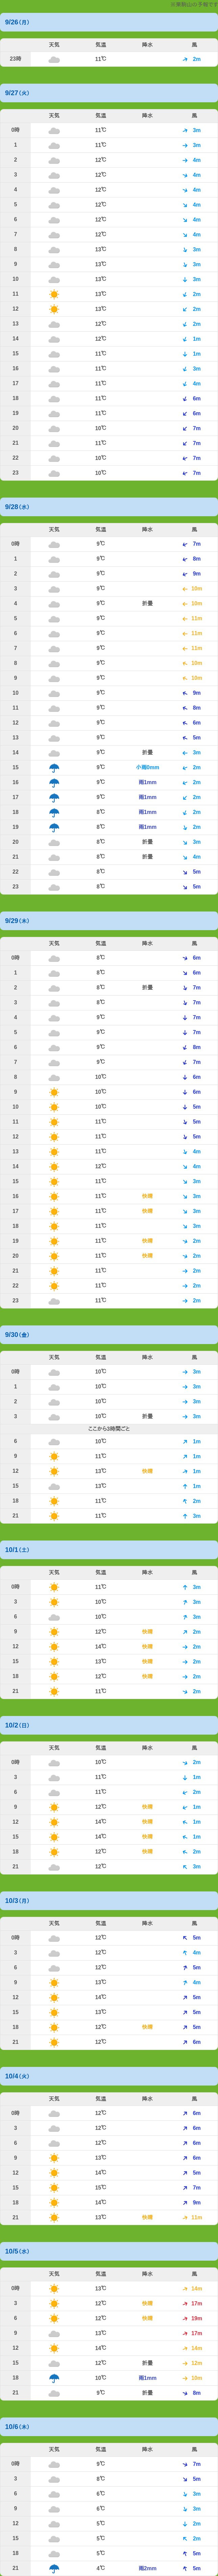 9/26(月)
天気 気温 降水 風
23時 11℃ 2m
9/27(火)
天気 気温 降水 風
0時 11℃ 3m
1 11℃ 3m
2 12℃ 4m
3 12℃ 4m
4 12℃ 4m
5 12℃ 4m
6 12℃ 4m
7 12℃ 4m
8 13℃ 3m
9 13℃ 3m
10 13℃ 3m
11 13℃ 2m
12 13℃ 2m
13 12℃ 2m
14 12℃ 1m
15 11℃ 1m
16 11℃ 3m
17 11℃ 4m
18 11℃ 6m
19 11℃ 6m
20 10℃ 7m
21 11℃ 7m
22 10℃ 7m
23 10℃ 7m
9/28(水)
天気 気温 降水 風
0時 9℃ 7m
1 9℃ 8m
2 9℃ 9m
3 9℃ 10m
4 9℃ 折曇 10m
5 9℃ 11m
6 9℃ 11m
7 9℃ 11m
8 9℃ 10m
9 9℃ 10m
10 9℃ 9m
11 9℃ 8m
12 9℃ 6m
13 9℃ 5m
14 9℃ 折曇 3m
15 9℃ 小雨0mm 2m
16 9℃ 雨1mm 2m
17 9℃ 雨1mm 2m
18 8℃ 雨1mm 2m
19 8℃ 雨1mm 2m
20 8℃ 折曇 3m
21 8℃ 折曇 4m
22 8℃ 5m
23 8℃ 5m
9/29(木)
天気 気温 降水 風
0時 8℃ 6m
1 8℃ 6m
2 8℃ 折曇 7m
3 8℃ 7m
4 9℃ 7m
5 9℃ 7m
6 9℃ 8m
7 9℃ 7m
8 10℃ 6m
9 10℃ 6m
10 10℃ 5m
11 11℃ 5m
12 11℃ 5m
13 11℃ 4m
14 12℃ 4m
15 11℃ 3m
16 11℃ 快晴 3m
17 11℃ 快晴 3m
18 11℃ 3m
19 11℃ 快晴 2m
20 11℃ 快晴 2m
21 11℃ 2m
22 11℃ 2m
23 11℃ 2m
9/30(金)
天気 気温 降水 風
0時 10℃ 3m
1 10℃ 3m
2 10℃ 3m
3 10℃ 折曇 3m
ここから3時間ごと
6 10℃ 1m
9 11℃ 1m
12 13℃ 快晴 1m
15 13℃ 1m
18 11℃ 2m
21 11℃ 3m
10/1(土)
天気 気温 降水 風
0時 11℃ 3m
3 10℃ 3m
6 10℃ 3m
9 12℃ 快晴 2m
12 14℃ 快晴 2m
15 13℃ 快晴 2m
18 12℃ 快晴 2m
21 11℃ 2m
10/2(日)
天気 気温 降水 風
0時 10℃ 2m
3 11℃ 1m
6 11℃ 2m
9 12℃ 快晴 1m
12 14℃ 快晴 1m
15 14℃ 快晴 1m
18 12℃ 快晴 2m
21 12℃ 3m
10/3(月)
天気 気温 降水 風
0時 12℃ 5m
3 12℃ 4m
6 12℃ 5m
9 13℃ 4m
12 14℃ 5m
15 13℃ 5m
18 12℃ 快晴 5m
21 12℃ 6m
10/4(火)
天気 気温 降水 風
0時 12℃ 6m
3 12℃ 6m
6 12℃ 6m
9 13℃ 6m
12 14℃ 5m
15 15℃ 7m
18 14℃ 9m
21 13℃ 快晴 11m
10/5(水)
天気 気温 降水 風
0時 13℃ 14m
3 12℃ 快晴 17m
6 12℃ 快晴 19m
9 13℃ 17m
12 14℃ 14m
15 12℃ 折曇 12m
18 10℃ 雨1mm 10m
21 9℃ 折曇 8m
10/6(木)
天気 気温 降水 風
0時 9℃ 7m
3 8℃ 5m
6 6℃ 3m
9 6℃ 3m
12 5℃ 2m
15 5℃ 2m
18 5℃ 5m
21 4℃ 雨2mm 5m